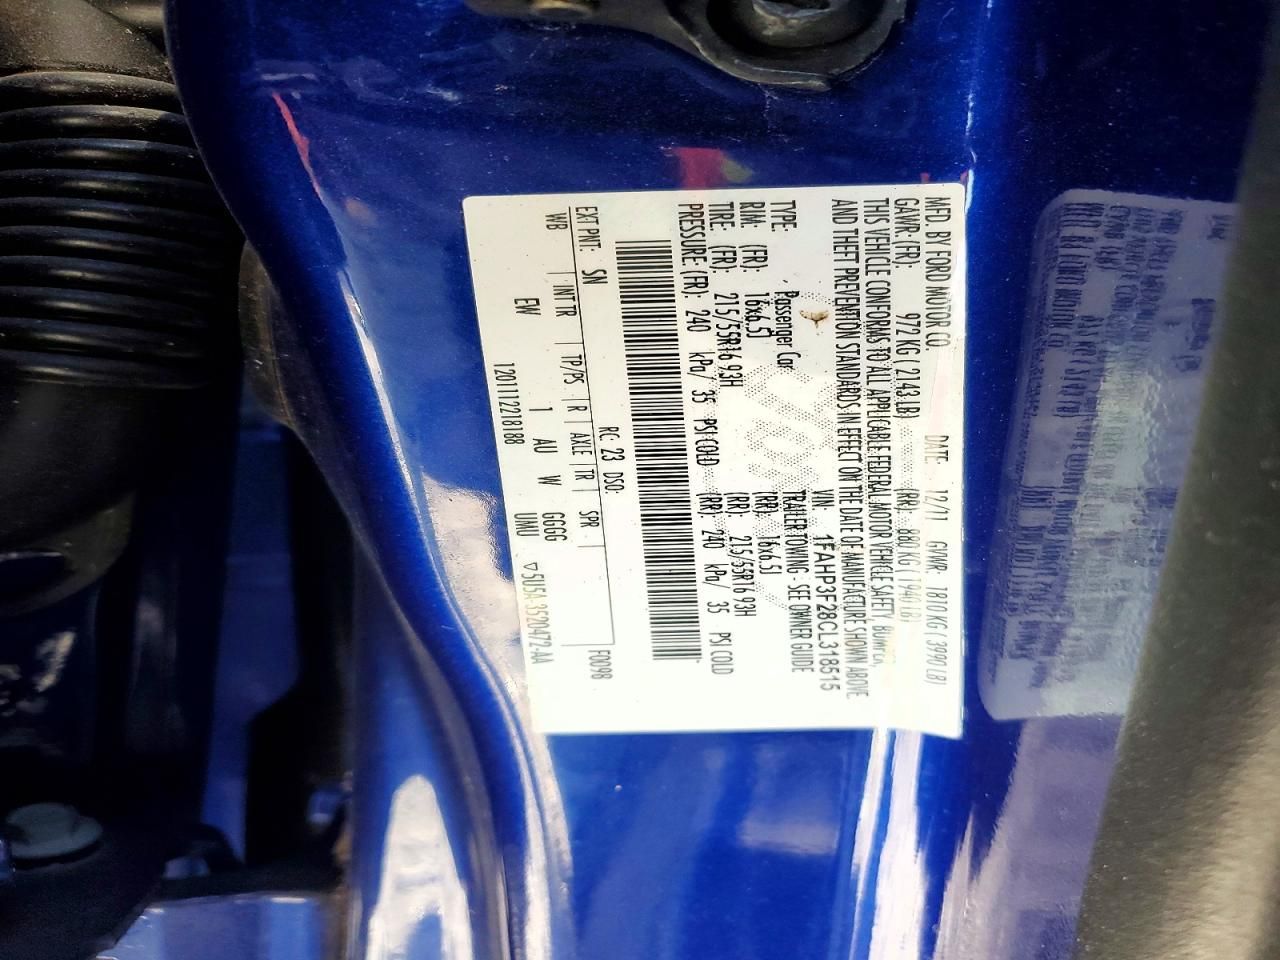 MFD. BY FORD MOTOR CO.
DATE: 12/11 GVWR: 1810 KG ( 3990 LB)
GAWR: (FR): 972 KG ( 2143 LB) (RR): 880 KG ( 1940 LB)
THIS VEHICLE CONFORMS TO ALL APPLICABLE FEDERAL MOTOR VEHICLE SAFETY, BUMPER,
AND THEFT PREVENTION STANDARDS IN EFFECT ON THE DATE OF MANUFACTURE SHOWN ABOVE
VIN: 1FAHP3F28CL318515
TYPE: Passenger Car TRAILER TOWING - SEE OWNER GUIDE
RIM: (FR): 16x6.5J (RR): 16x6.5J
TIRE: (FR): 215/55R16 93H (RR): 215/55R16 93H
PRESSURE: (FR): 240 kPa/ 35 PSI COLD (RR): 240 kPa/ 35 PSI COLD
RC: 23 DSO:
F0098
EXT PNT: SN INT TR TP/PS R AXLE TR SPR
WB EW I AU W GGGG
120111218188 UMU ▽5U5A-3520472-AA